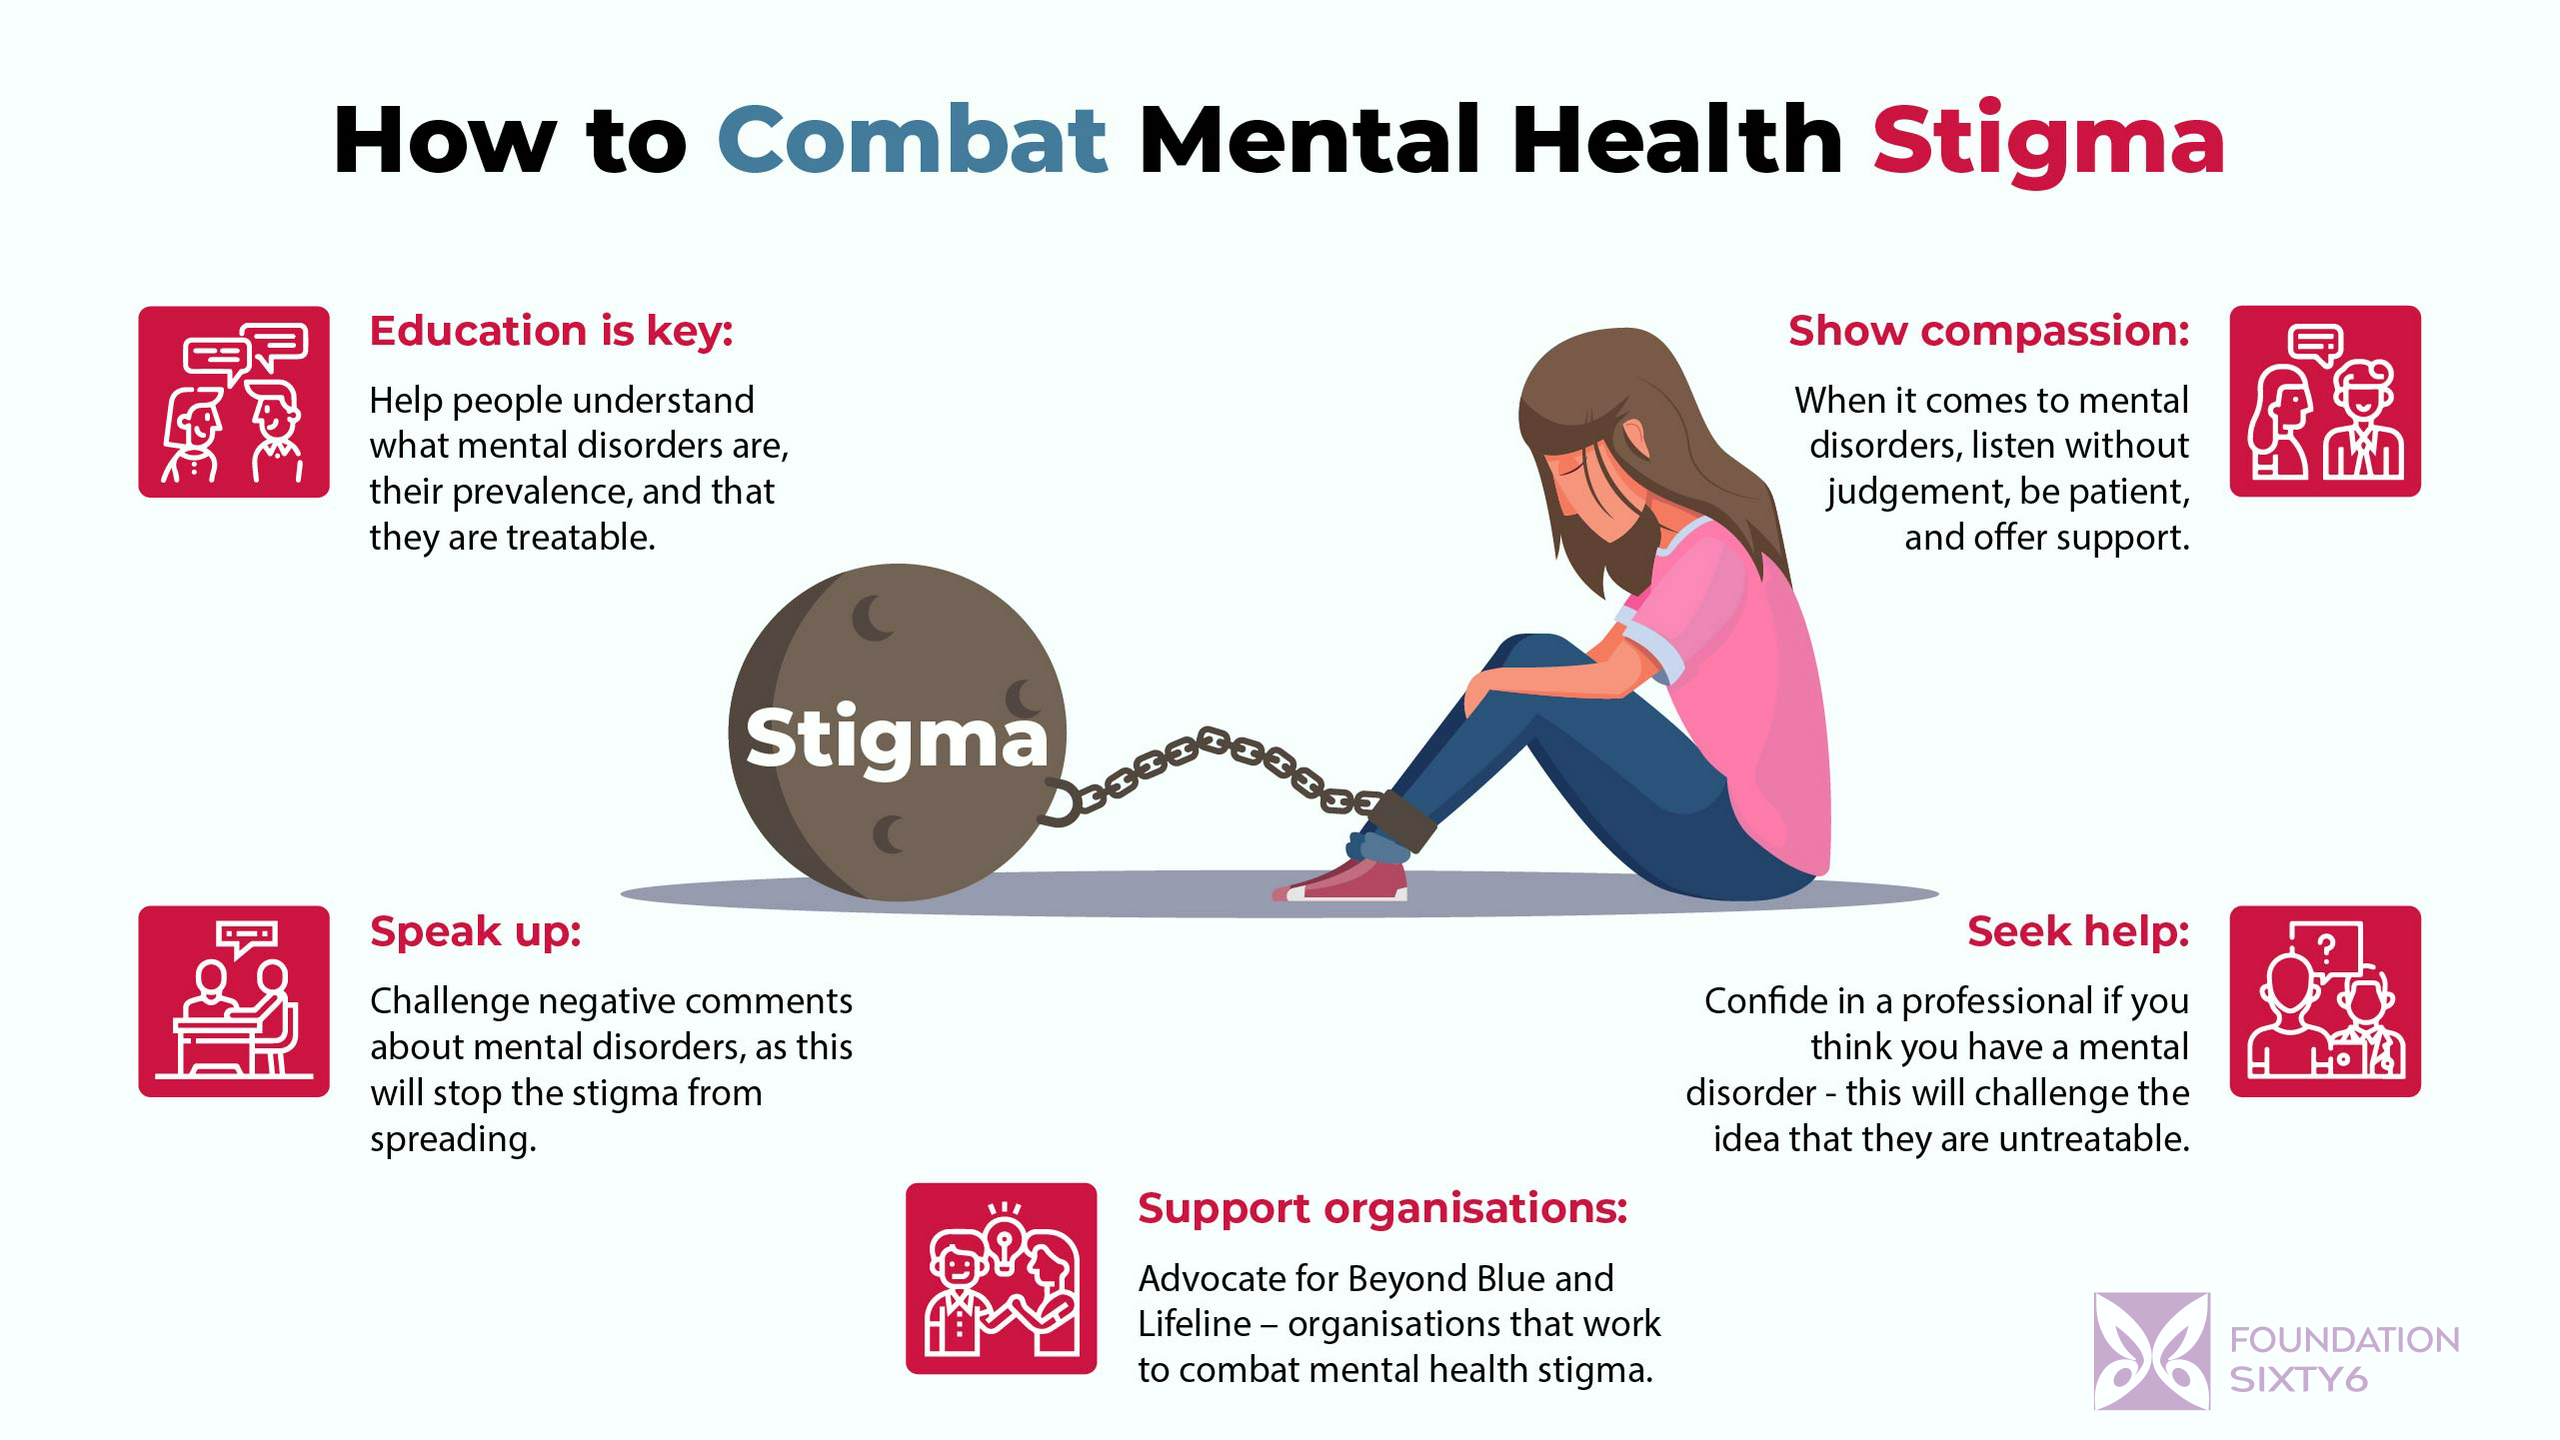 How to Combat Mental Health Stigma
Education is key:
Help people understand
what mental disorders are,
their prevalence, and that
they are treatable.
Show compassion:
When it comes to mental
disorders, listen without
judgement, be patient,
and offer support.
Stigma
Speak up:
Challenge negative comments
about mental disorders, as this
will stop the stigma from
spreading.
Seek help:
Confide in a professional if you
think you have a mental
disorder - this will challenge the
idea that they are untreatable.
?
Support organisations:
Advocate for Beyond Blue and
Lifeline – organisations that work
to combat mental health stigma.
FOUNDATION
SIXTY6